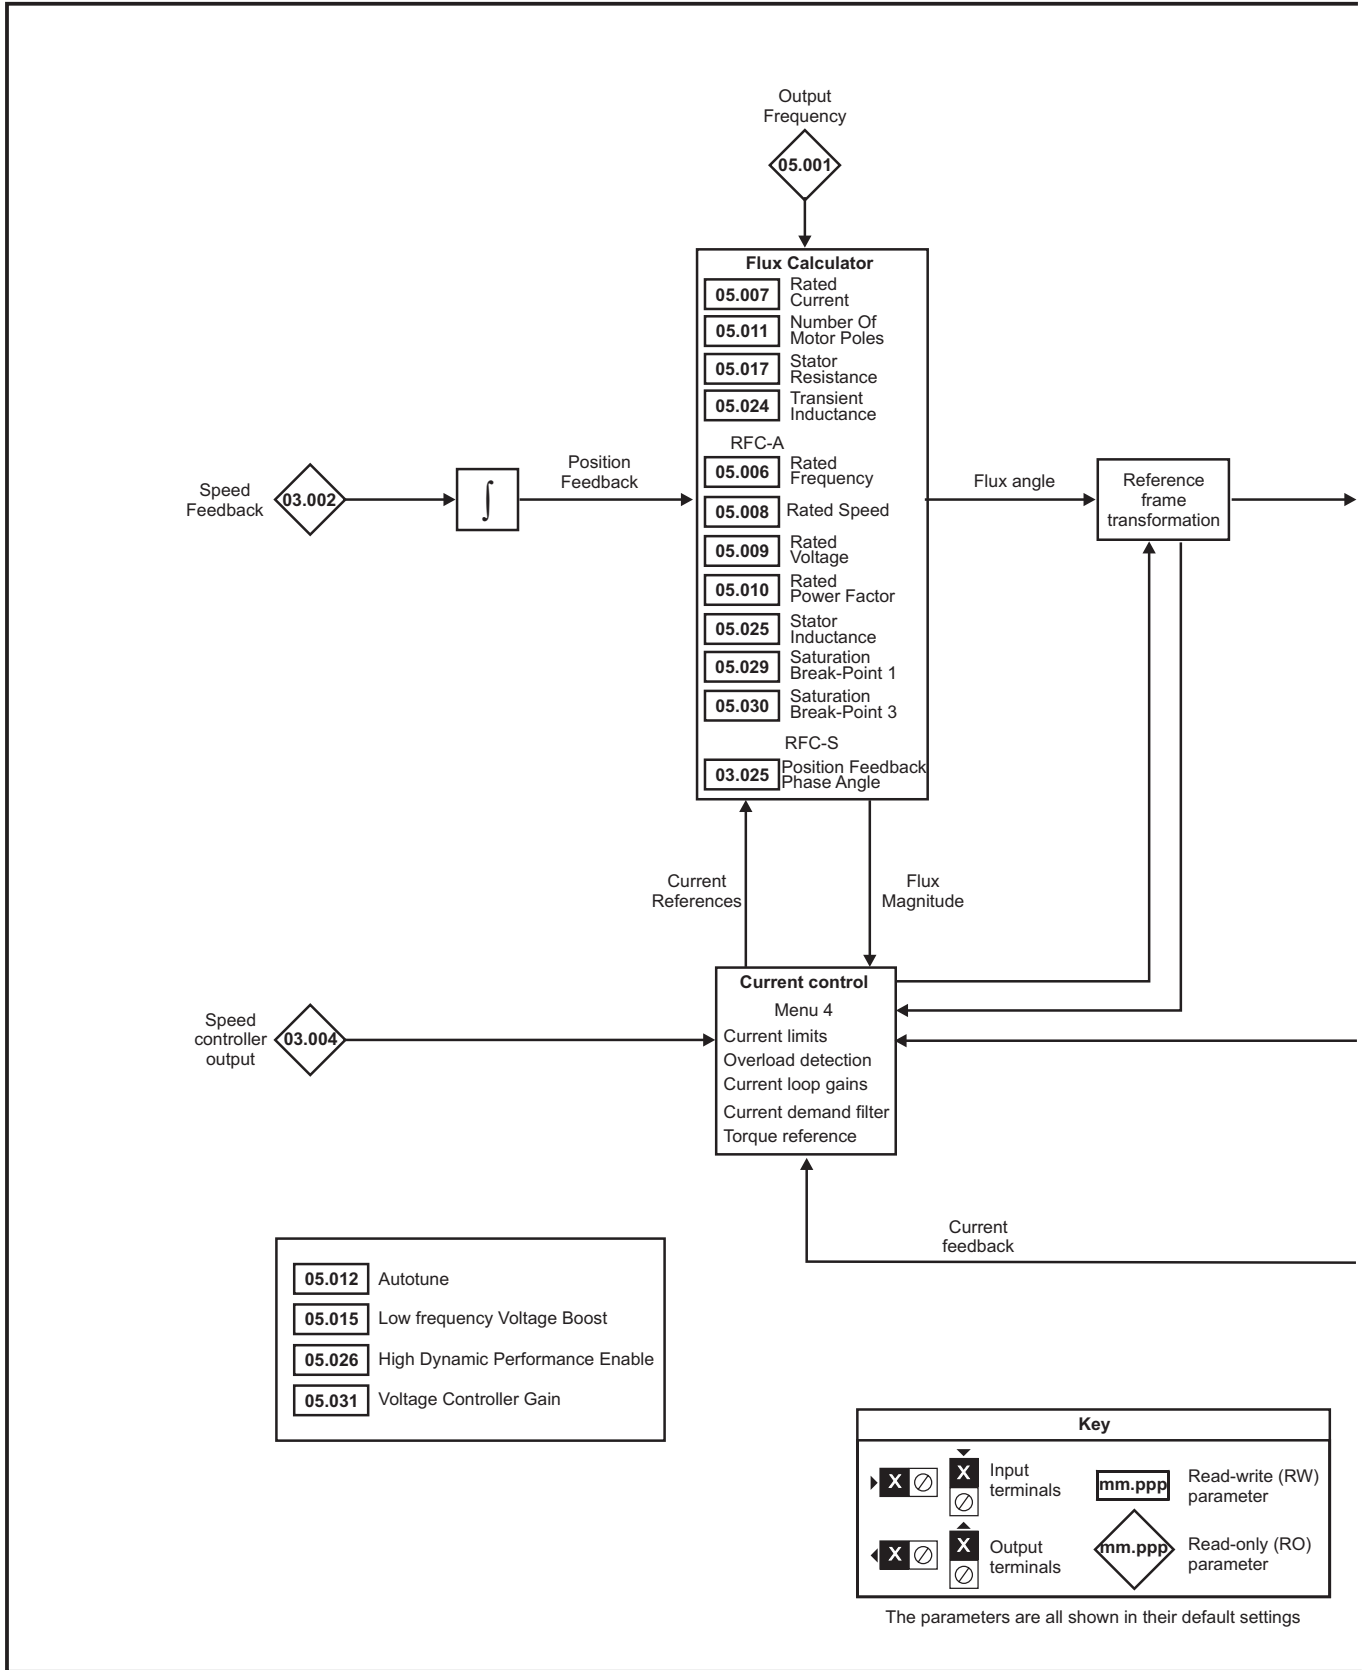 Output
Frequency
05.001
Flux Calculator
05.007 Rated
Current
05.011 Number Of
Motor Poles
05.017 Stator
Resistance
05.024 Transient
Inductance
RFC-A
05.006 Rated
Frequency
05.008 Rated Speed
05.009 Rated
Voltage
05.010 Rated
Power Factor
05.025 Stator
Inductance
05.029 Saturation
Break-Point 1
05.030 Saturation
Break-Point 3
RFC-S
03.025 Position Feedback
Phase Angle
Speed
Feedback
03.002
∫
Position
Feedback
Flux angle
Reference
frame
transformation
Current
References
Flux
Magnitude
Speed
controller
output
03.004
Current control
Menu 4
Current limits
Overload detection
Current loop gains
Current demand filter
Torque reference
Current
feedback
05.012 Autotune
05.015 Low frequency Voltage Boost
05.026 High Dynamic Performance Enable
05.031 Voltage Controller Gain
Key
X
X
Input
terminals
mm.ppp
Read-write (RW)
parameter
X
X
Output
terminals
mm.ppp
Read-only (RO)
parameter
The parameters are all shown in their default settings